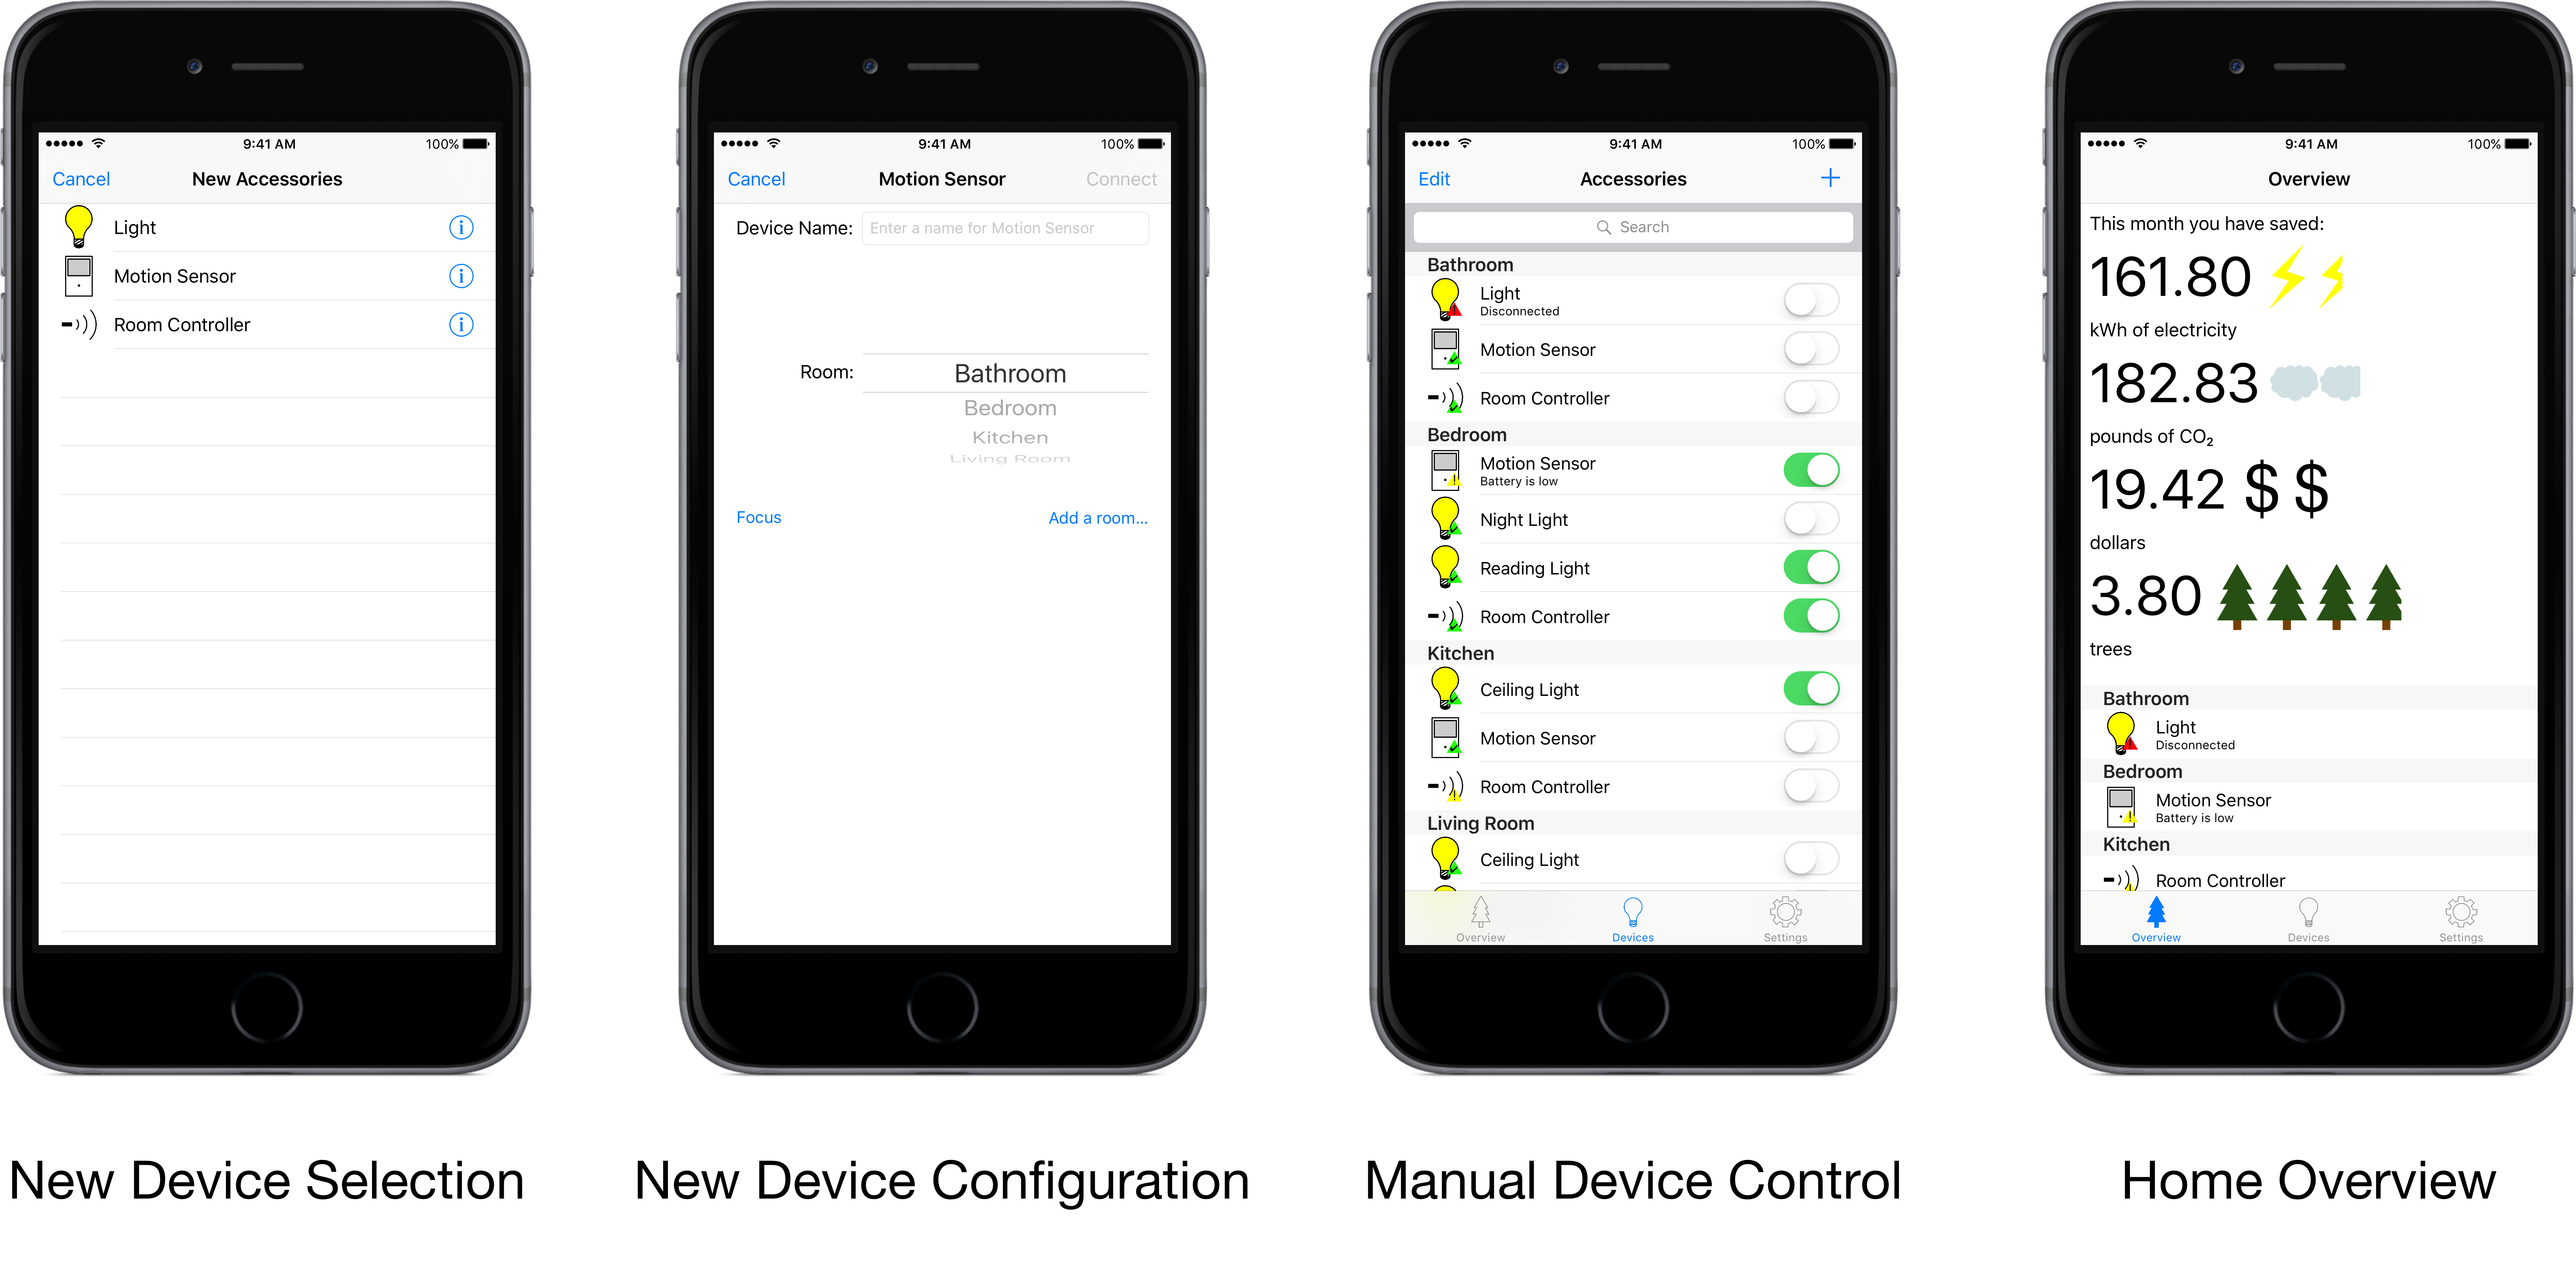 9:41 AM
100%
Cancel
New Accessories
Light
Motion Sensor
Room Controller
New Device Selection
9:41 AM
100%
Cancel
Motion Sensor
Connect
Device Name:
Enter a name for Motion Sensor
Room:
Bathroom
Bedroom
Kitchen
Living Room
Focus
Add a room...
New Device Configuration
9:41 AM
100%
Edit
Accessories
+
Search
Bathroom
Light
Disconnected
Motion Sensor
Room Controller
Bedroom
Motion Sensor
Battery is low
Night Light
Reading Light
Room Controller
Kitchen
Ceiling Light
Motion Sensor
Room Controller
Living Room
Ceiling Light
Overview
Devices
Settings
Manual Device Control
9:41 AM
100%
Overview
This month you have saved:
161.80
kWh of electricity
182.83
pounds of CO₂
19.42 $ $
dollars
3.80
trees
Bathroom
Light
Disconnected
Bedroom
Motion Sensor
Battery is low
Kitchen
Room Controller
Overview
Devices
Settings
Home Overview